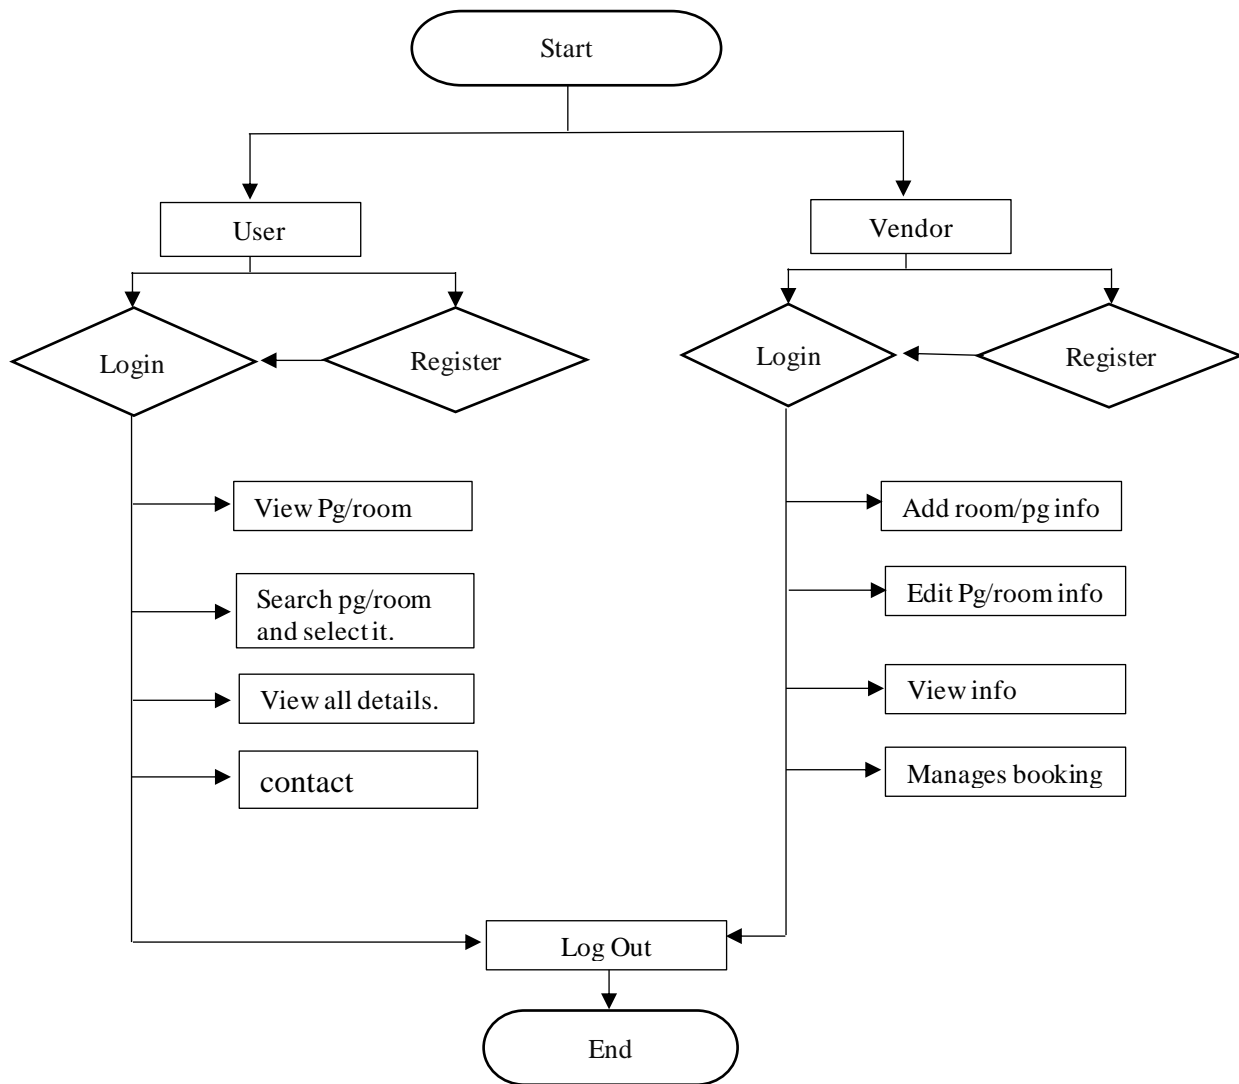 Start
User
Vendor
Login
Register
Login
Register
View Pg/room
Search pg/room
and select it.
View all details.
contact
Add room/pg info
Edit Pg/room info
View info
Manages booking
Log Out
End